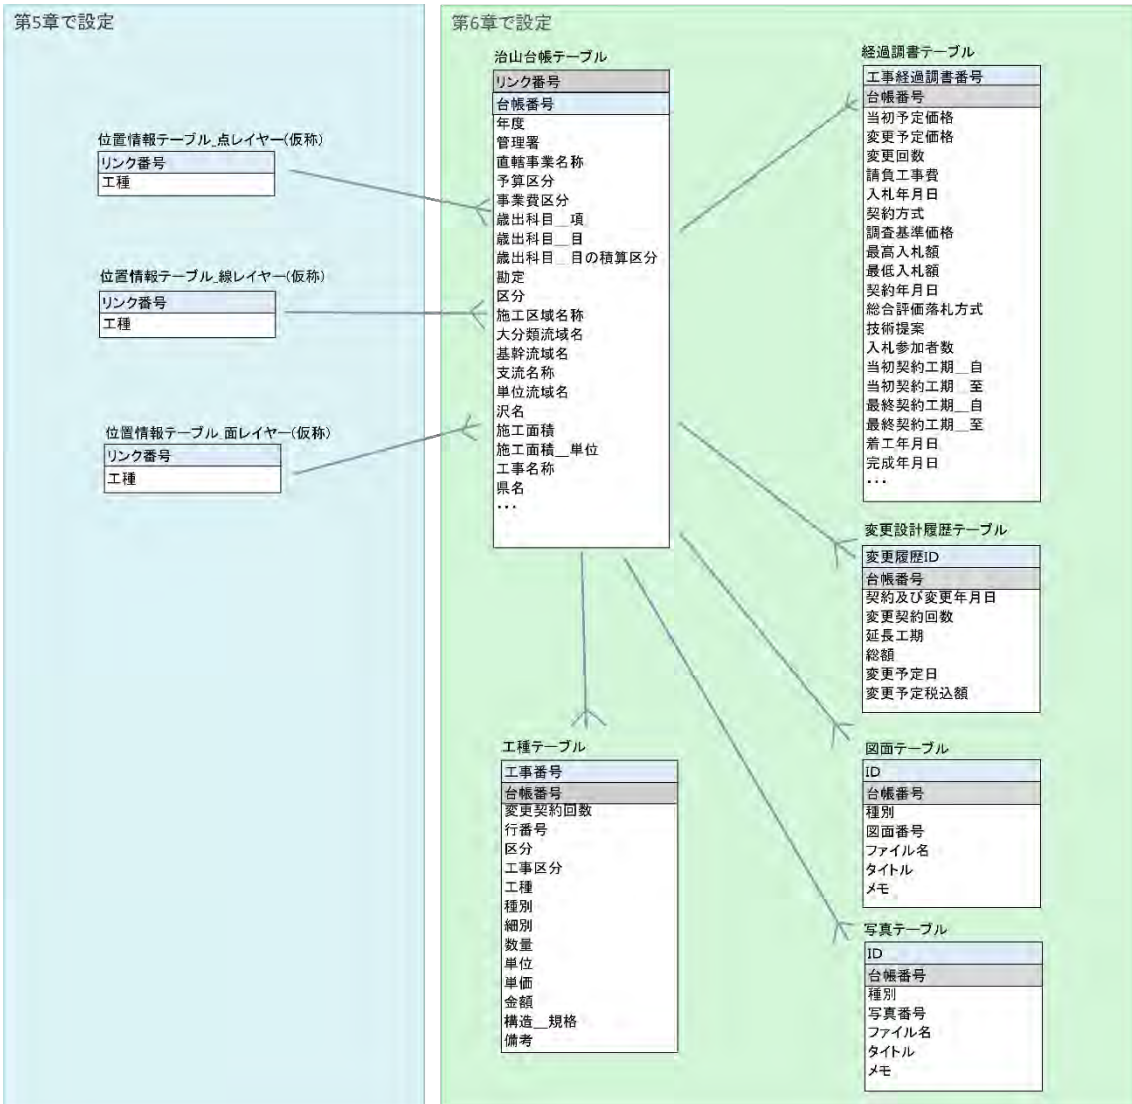 第5章で設定
位置情報テーブル_点レイヤー(仮称)
リンク番号
工種
位置情報テーブル_線レイヤー(仮称)
リンク番号
工種
位置情報テーブル_面レイヤー(仮称)
リンク番号
工種
第6章で設定
治山台帳テーブル
リンク番号
台帳番号
年度
管理署
直轄事業名称
予算区分
事業費区分
歳出科目__項
歳出科目__目
歳出科目__目の積算区分
勘定
区分
施工区域名称
大分類流域名
基幹流域名
支流名称
単位流域名
沢名
施工面積
施工面積__単位
工事名称
県名
・・・
工種テーブル
工事番号
台帳番号
変更契約回数
行番号
区分
工事区分
工種
種別
細別
数量
単位
単価
金額
構造__規格
備考
経過調書テーブル
工事経過調書番号
台帳番号
当初予定価格
変更予定価格
変更回数
請負工事費
入札年月日
契約方式
調査基準価格
最高入札額
最低入札額
契約年月日
総合評価落札方式
技術提案
入札参加者数
当初契約工期__自
当初契約工期__至
最終契約工期__自
最終契約工期__至
着工年月日
完成年月日
・・・
変更設計履歴テーブル
変更履歴ID
台帳番号
契約及び変更年月日
変更契約回数
延長工期
総額
変更予定日
変更予定税込額
図面テーブル
ID
台帳番号
種別
図面番号
ファイル名
タイトル
メモ
写真テーブル
ID
台帳番号
種別
写真番号
ファイル名
タイトル
メモ